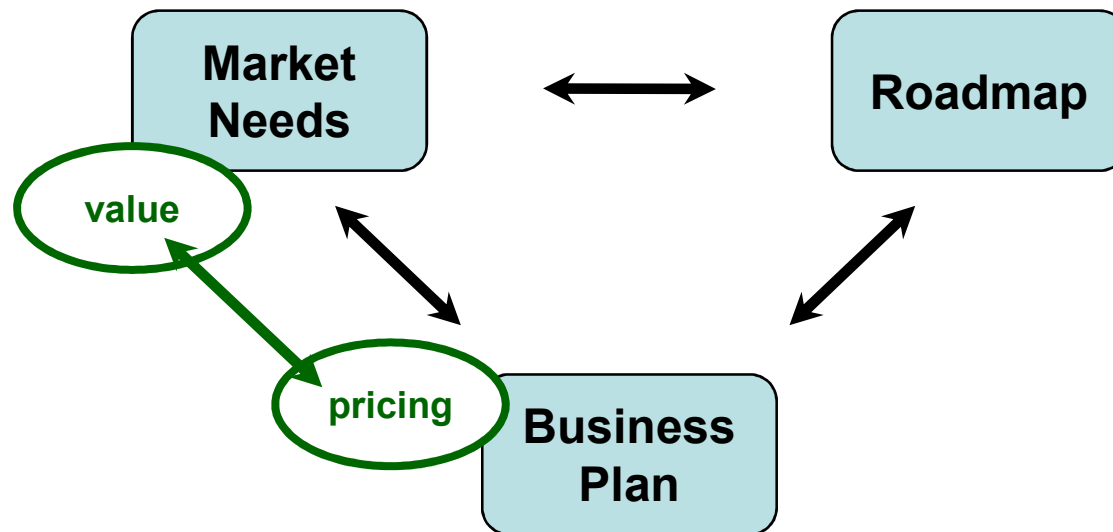 Market
Needs
Roadmap
value
pricing
Business
Plan